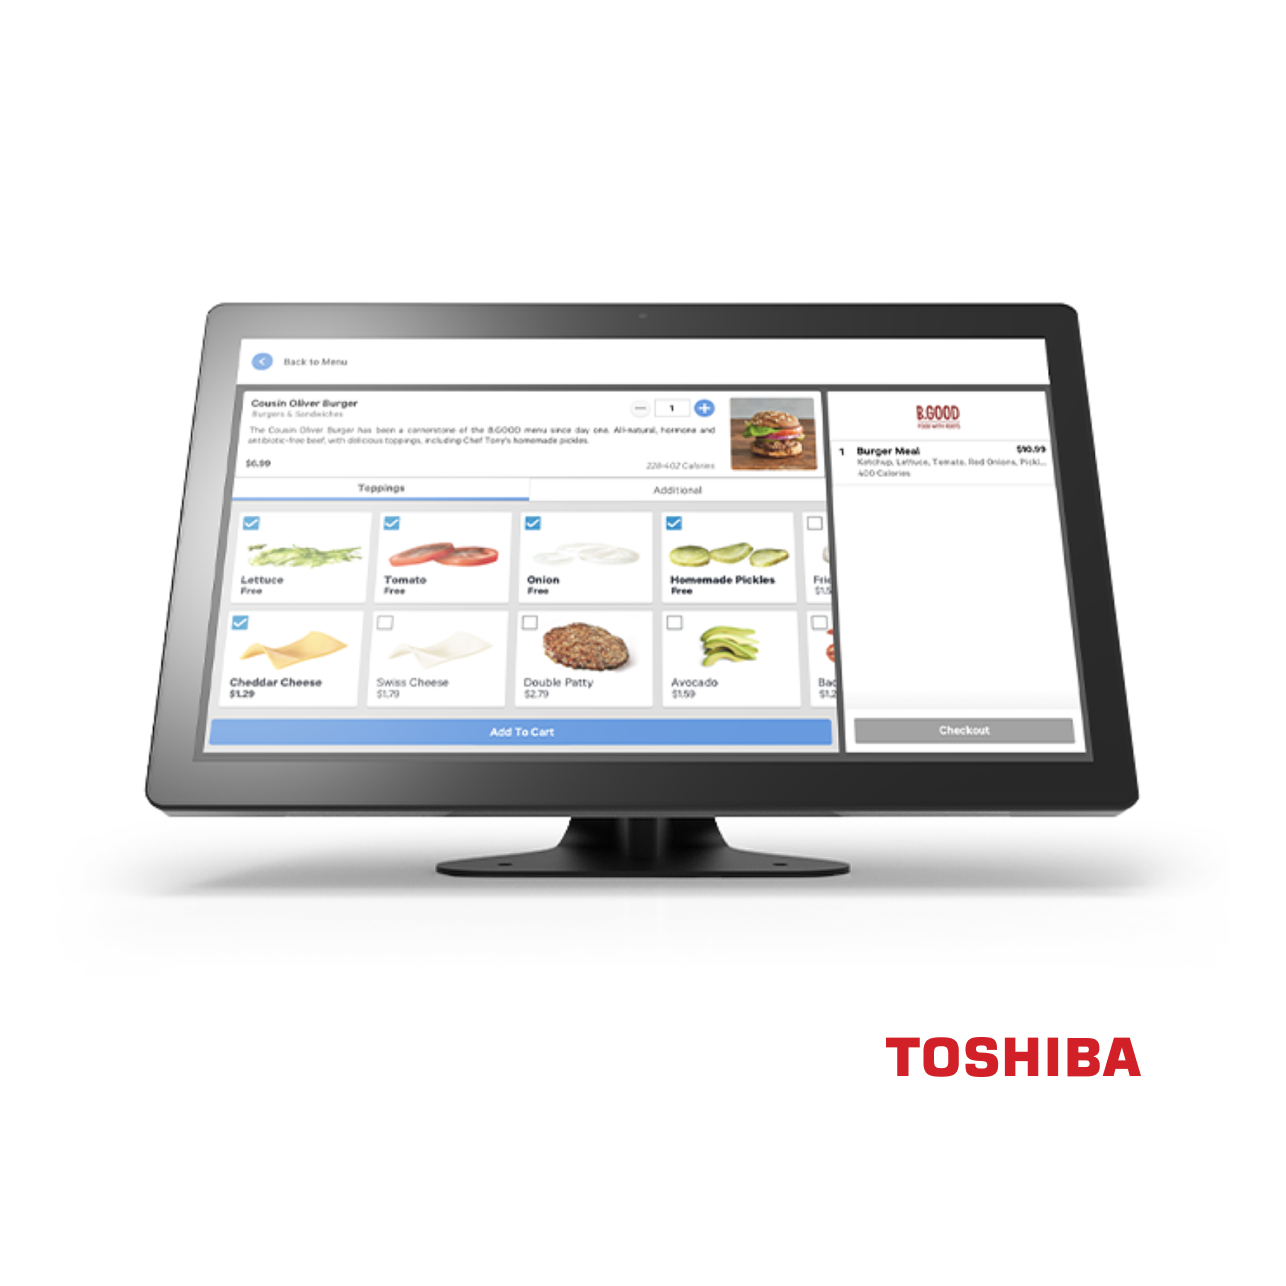 Back to Menu
Cousin Oliver Burger
Burgers & Sandwiches
1
The Cousin Oliver Burger has been a cornerstone of the B.GOOD menu since day one. All-natural, hormone and
antibiotic-free beef, with delicious toppings, including Chef Tony's homemade pickles.
$6.99
228-402 Calories
Toppings
Additional
Lettuce
Free
Tomato
Free
Onion
Free
Homemade Pickles
Free
Cheddar Cheese
$1.29
Swiss Cheese
$1.79
Double Patty
$2.79
Avocado
$1.59
Add To Cart
B.GOOD
FOOD WITH ROOTS
1 Burger Meal $10.99
Ketchup, Lettuce, Tomato, Red Onions, Pickl...
400 Calories
Checkout
TOSHIBA